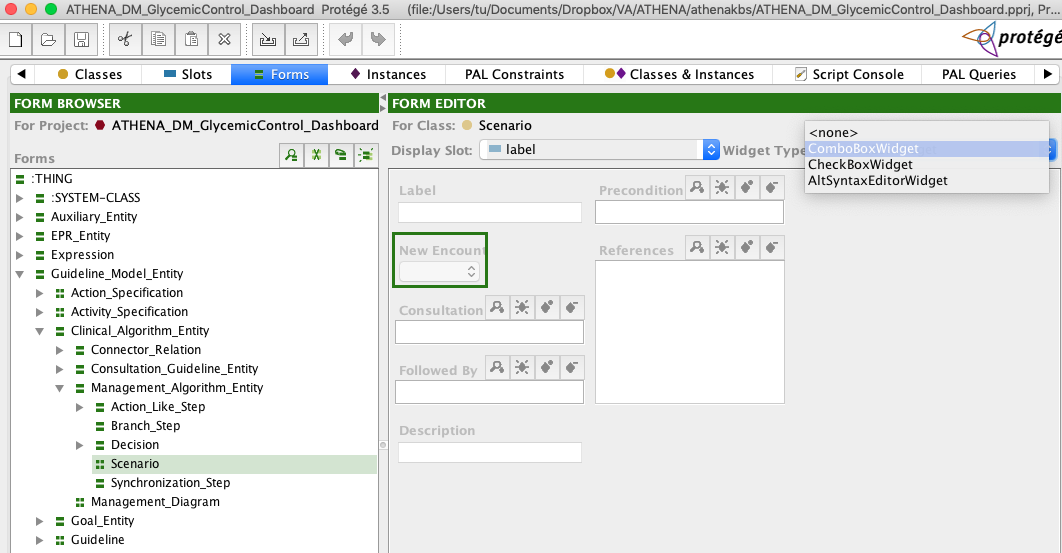 ATHENA_DM_GlycemicControl_Dashboard Protégé 3.5 (file:/Users/tu/Documents/Dropbox/VA/ATHENA/athenakbs/ATHENA_DM_GlycemicControl_Dashboard.pprj, Pr...
protégé
Classes Slots Forms Instances PAL Constraints Classes & Instances Script Console PAL Queries
FORM BROWSER
For Project: ATHENA_DM_GlycemicControl_Dashboard
Forms
:THING
:SYSTEM-CLASS
Auxiliary_Entity
EPR_Entity
Expression
Guideline_Model_Entity
Action_Specification
Activity_Specification
Clinical_Algorithm_Entity
Connector_Relation
Consultation_Guideline_Entity
Management_Algorithm_Entity
Action_Like_Step
Branch_Step
Decision
Scenario
Synchronization_Step
Management_Diagram
Goal_Entity
Guideline
FORM EDITOR
For Class: Scenario
Display Slot: label Widget Type
<none>
ComboBoxWidget
CheckBoxWidget
AltSyntaxEditorWidget
Label
New Encount
Consultation
Followed By
Description
Precondition
References